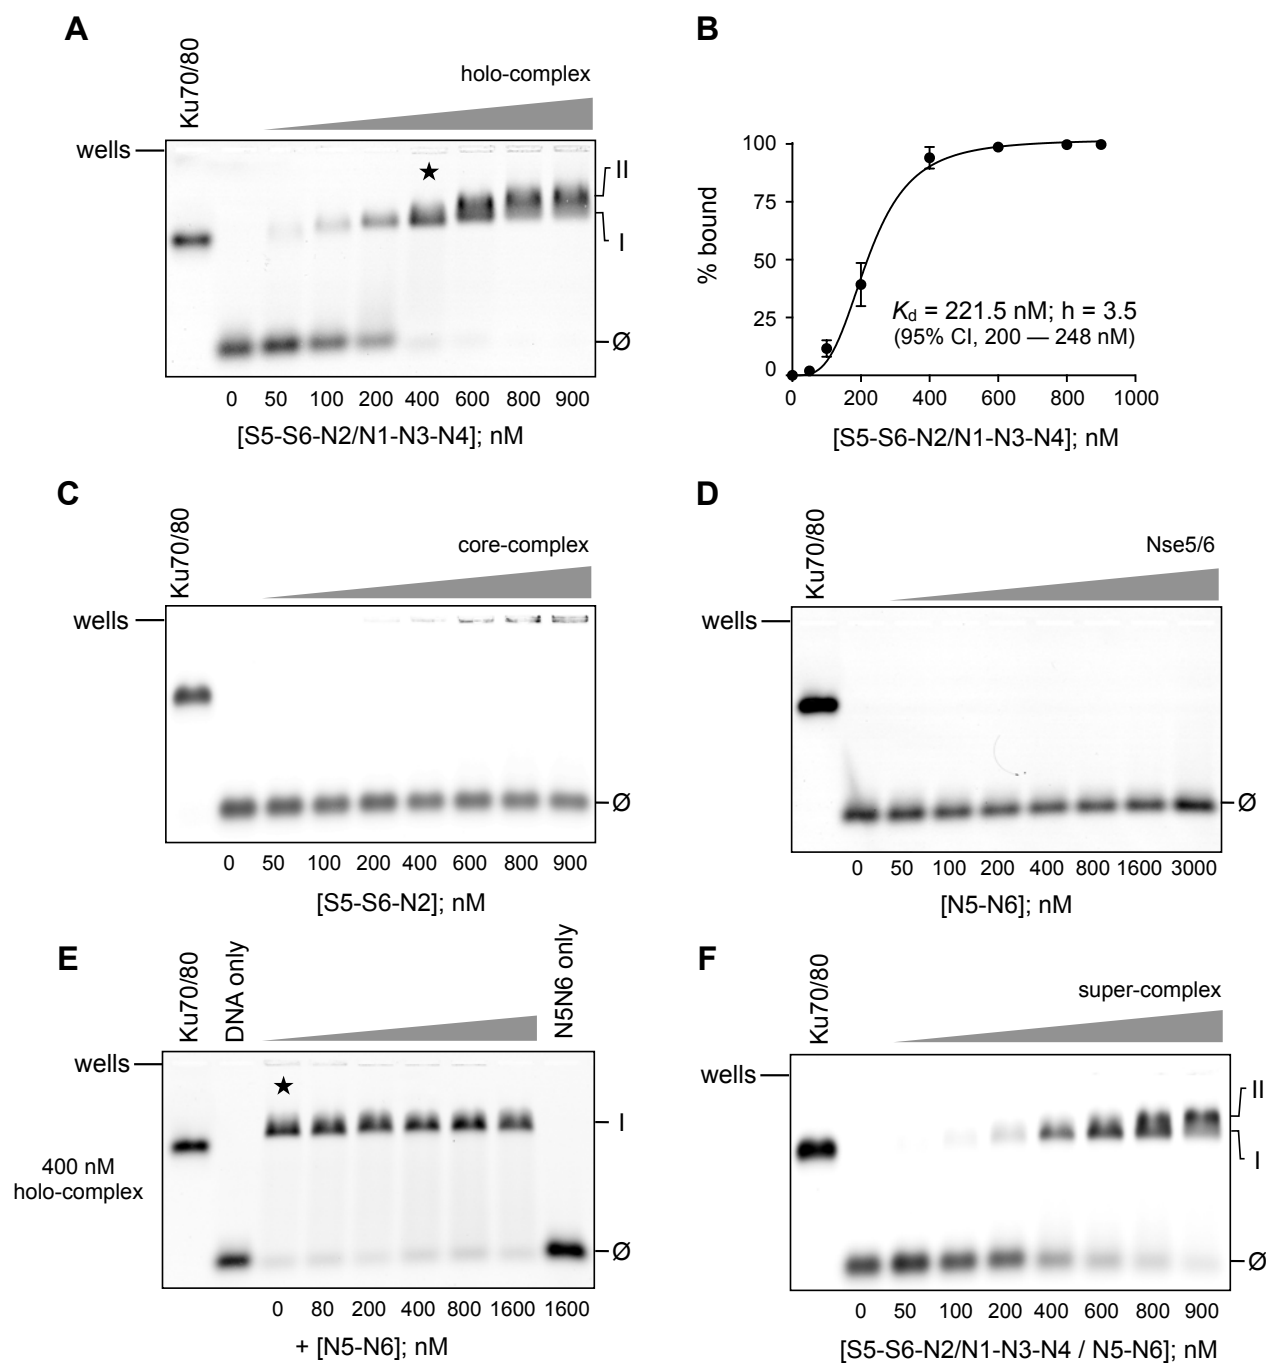 A
Ku70/80
holo-complex
wells
II
I
Ø
0 50 100 200 400 600 800 900
[S5-S6-N2/N1-N3-N4]; nM
B
% bound
100
75
50
25
0
Kd = 221.5 nM; h = 3.5
(95% CI, 200 — 248 nM)
0 200 400 600 800 1000
[S5-S6-N2/N1-N3-N4]; nM
C
Ku70/80
core-complex
wells
Ø
0 50 100 200 400 600 800 900
[S5-S6-N2]; nM
D
Ku70/80
Nse5/6
wells
Ø
0 50 100 200 400 800 1600 3000
[N5-N6]; nM
E
Ku70/80
DNA only
N5N6 only
wells
I
400 nM
holo-complex
Ø
0 80 200 400 800 1600 1600
+ [N5-N6]; nM
F
Ku70/80
super-complex
wells
II
I
Ø
0 50 100 200 400 600 800 900
[S5-S6-N2/N1-N3-N4 / N5-N6]; nM